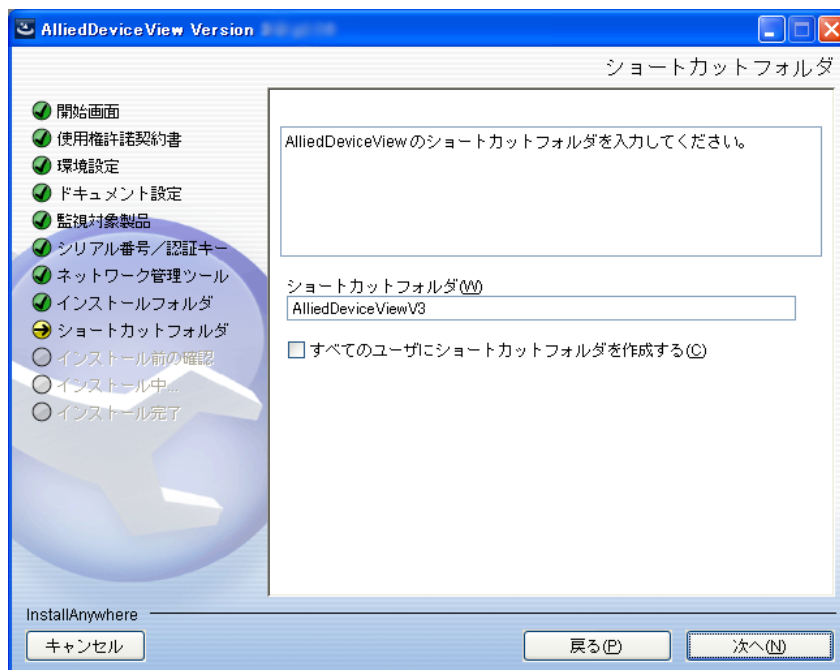 AlliedDeviceView Version
ショートカットフォルダ
開始画面
使用権許諾契約書
環境設定
ドキュメント設定
監視対象製品
シリアル番号／認証キー
ネットワーク管理ツール
インストールフォルダ
ショートカットフォルダ
インストール前の確認
インストール中...
インストール完了
AlliedDeviceViewのショートカットフォルダを入力してください。
ショートカットフォルダ(W)
AlliedDeviceViewV3
すべてのユーザにショートカットフォルダを作成する(C)
InstallAnywhere
キャンセル
戻る(P)
次へ(N)